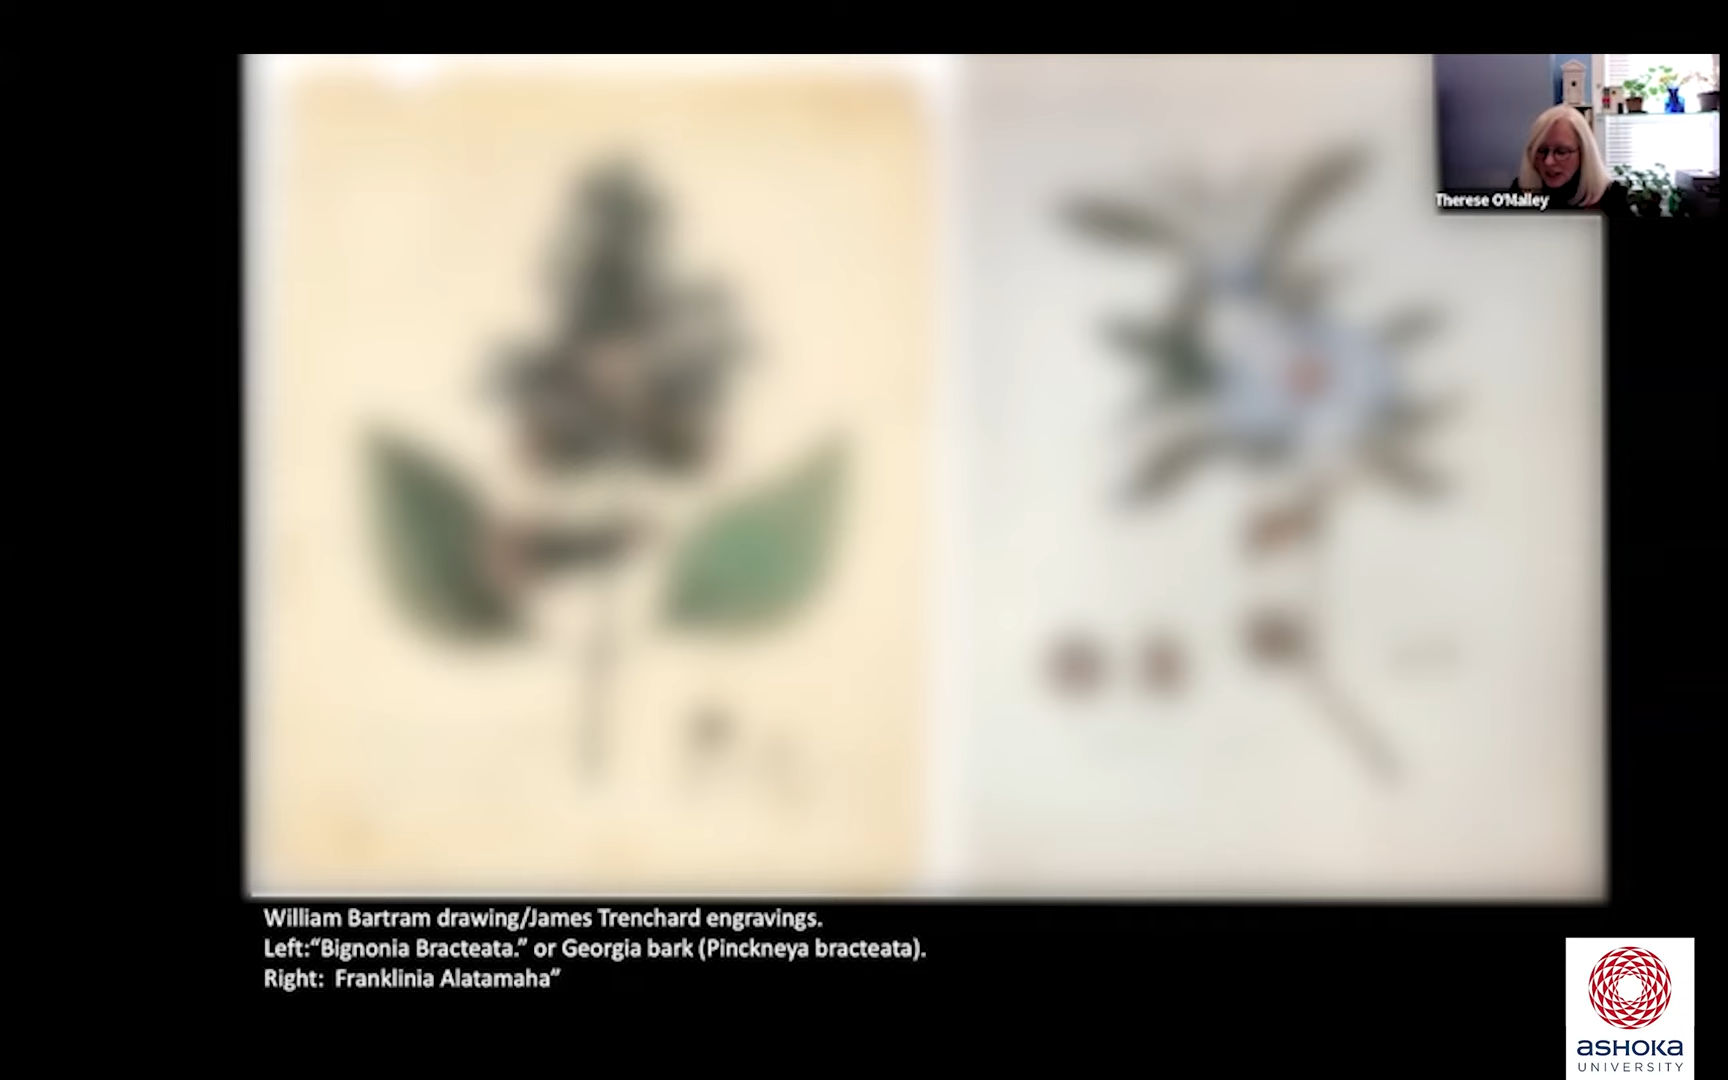 Therese O'Malley
William Bartram drawing/James Trenchard engravings.
Left:“Bignonia Bracteata.” or Georgia bark (Pinckneya bracteata).
Right:  Franklinia Alatamaha”
ASHOKA
UNIVERSITY